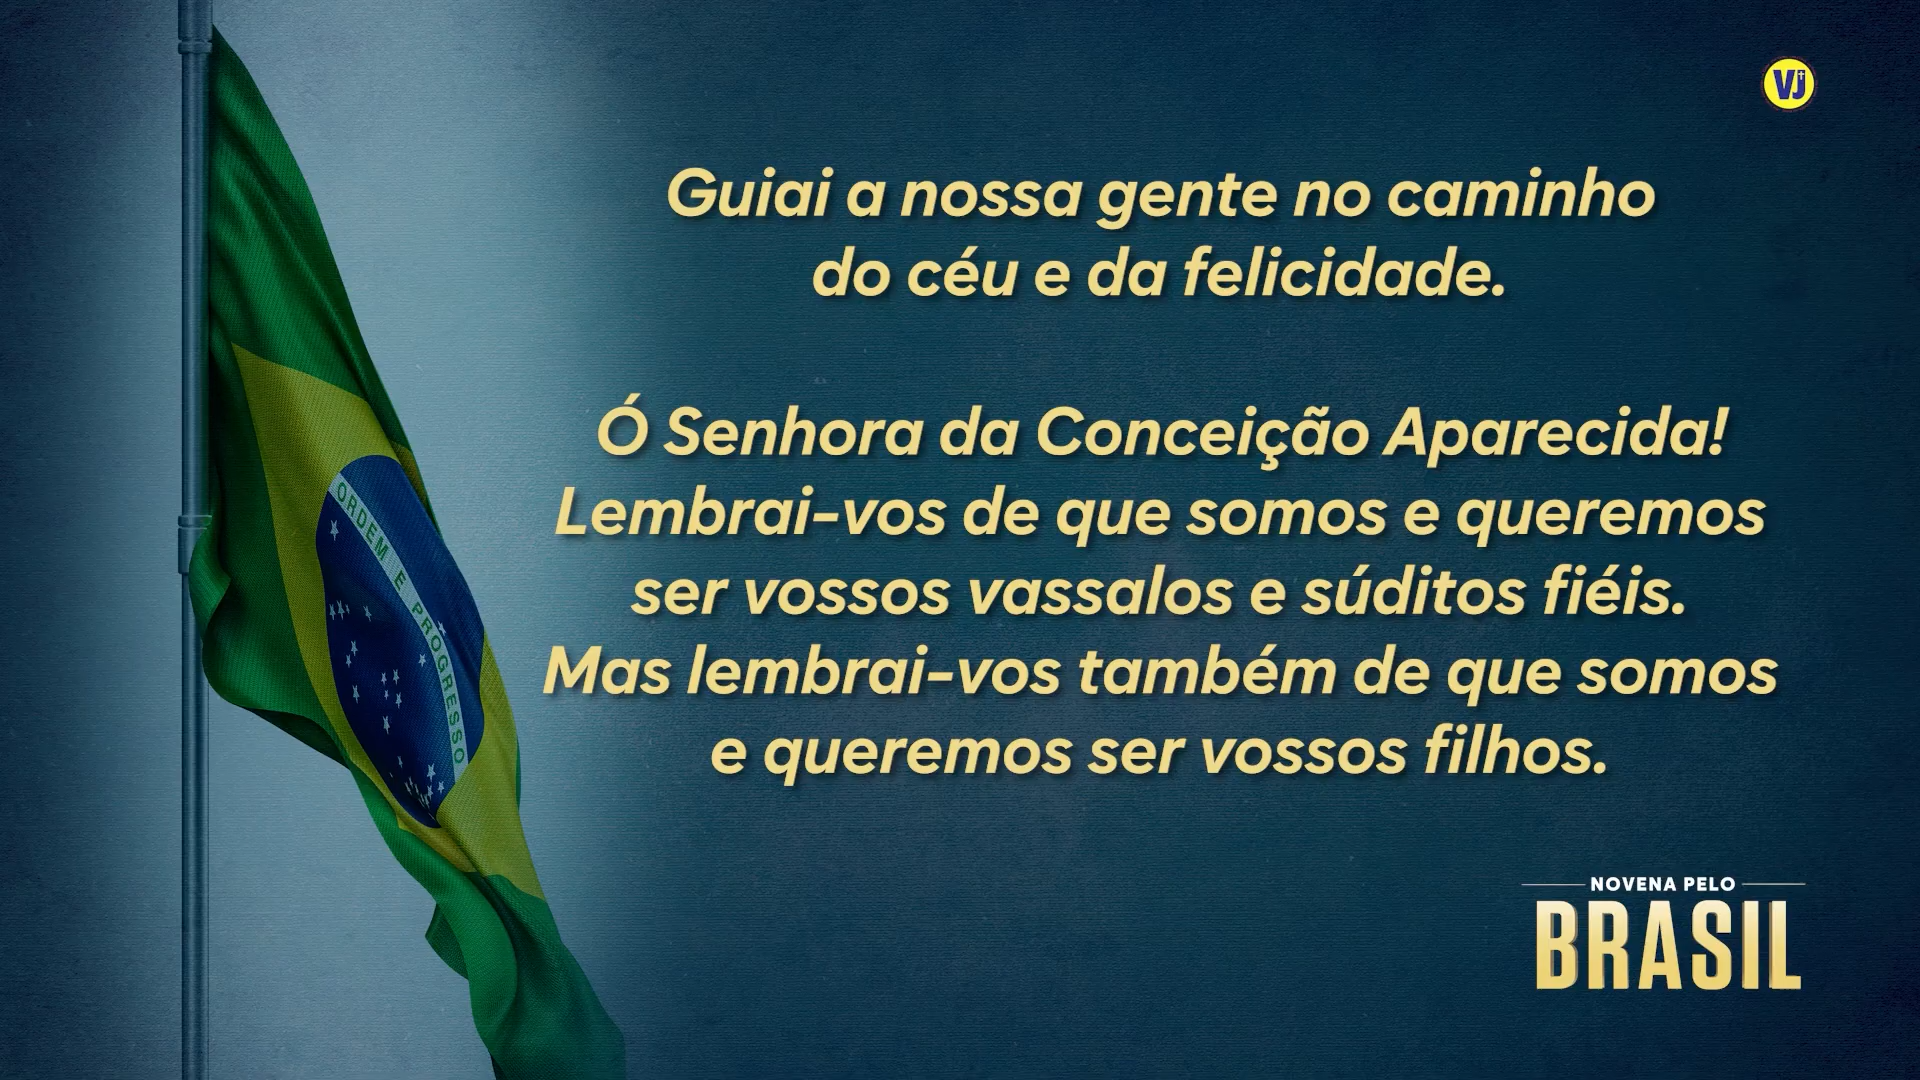 VJ
Guiai a nossa gente no caminho
do céu e da felicidade.
Ó Senhora da Conceição Aparecida!
Lembrai-vos de que somos e queremos
ser vossos vassalos e súditos fiéis.
Mas lembrai-vos também de que somos
e queremos ser vossos filhos.
ORDEM E PROGRESSO
NOVENA PELO
BRASIL